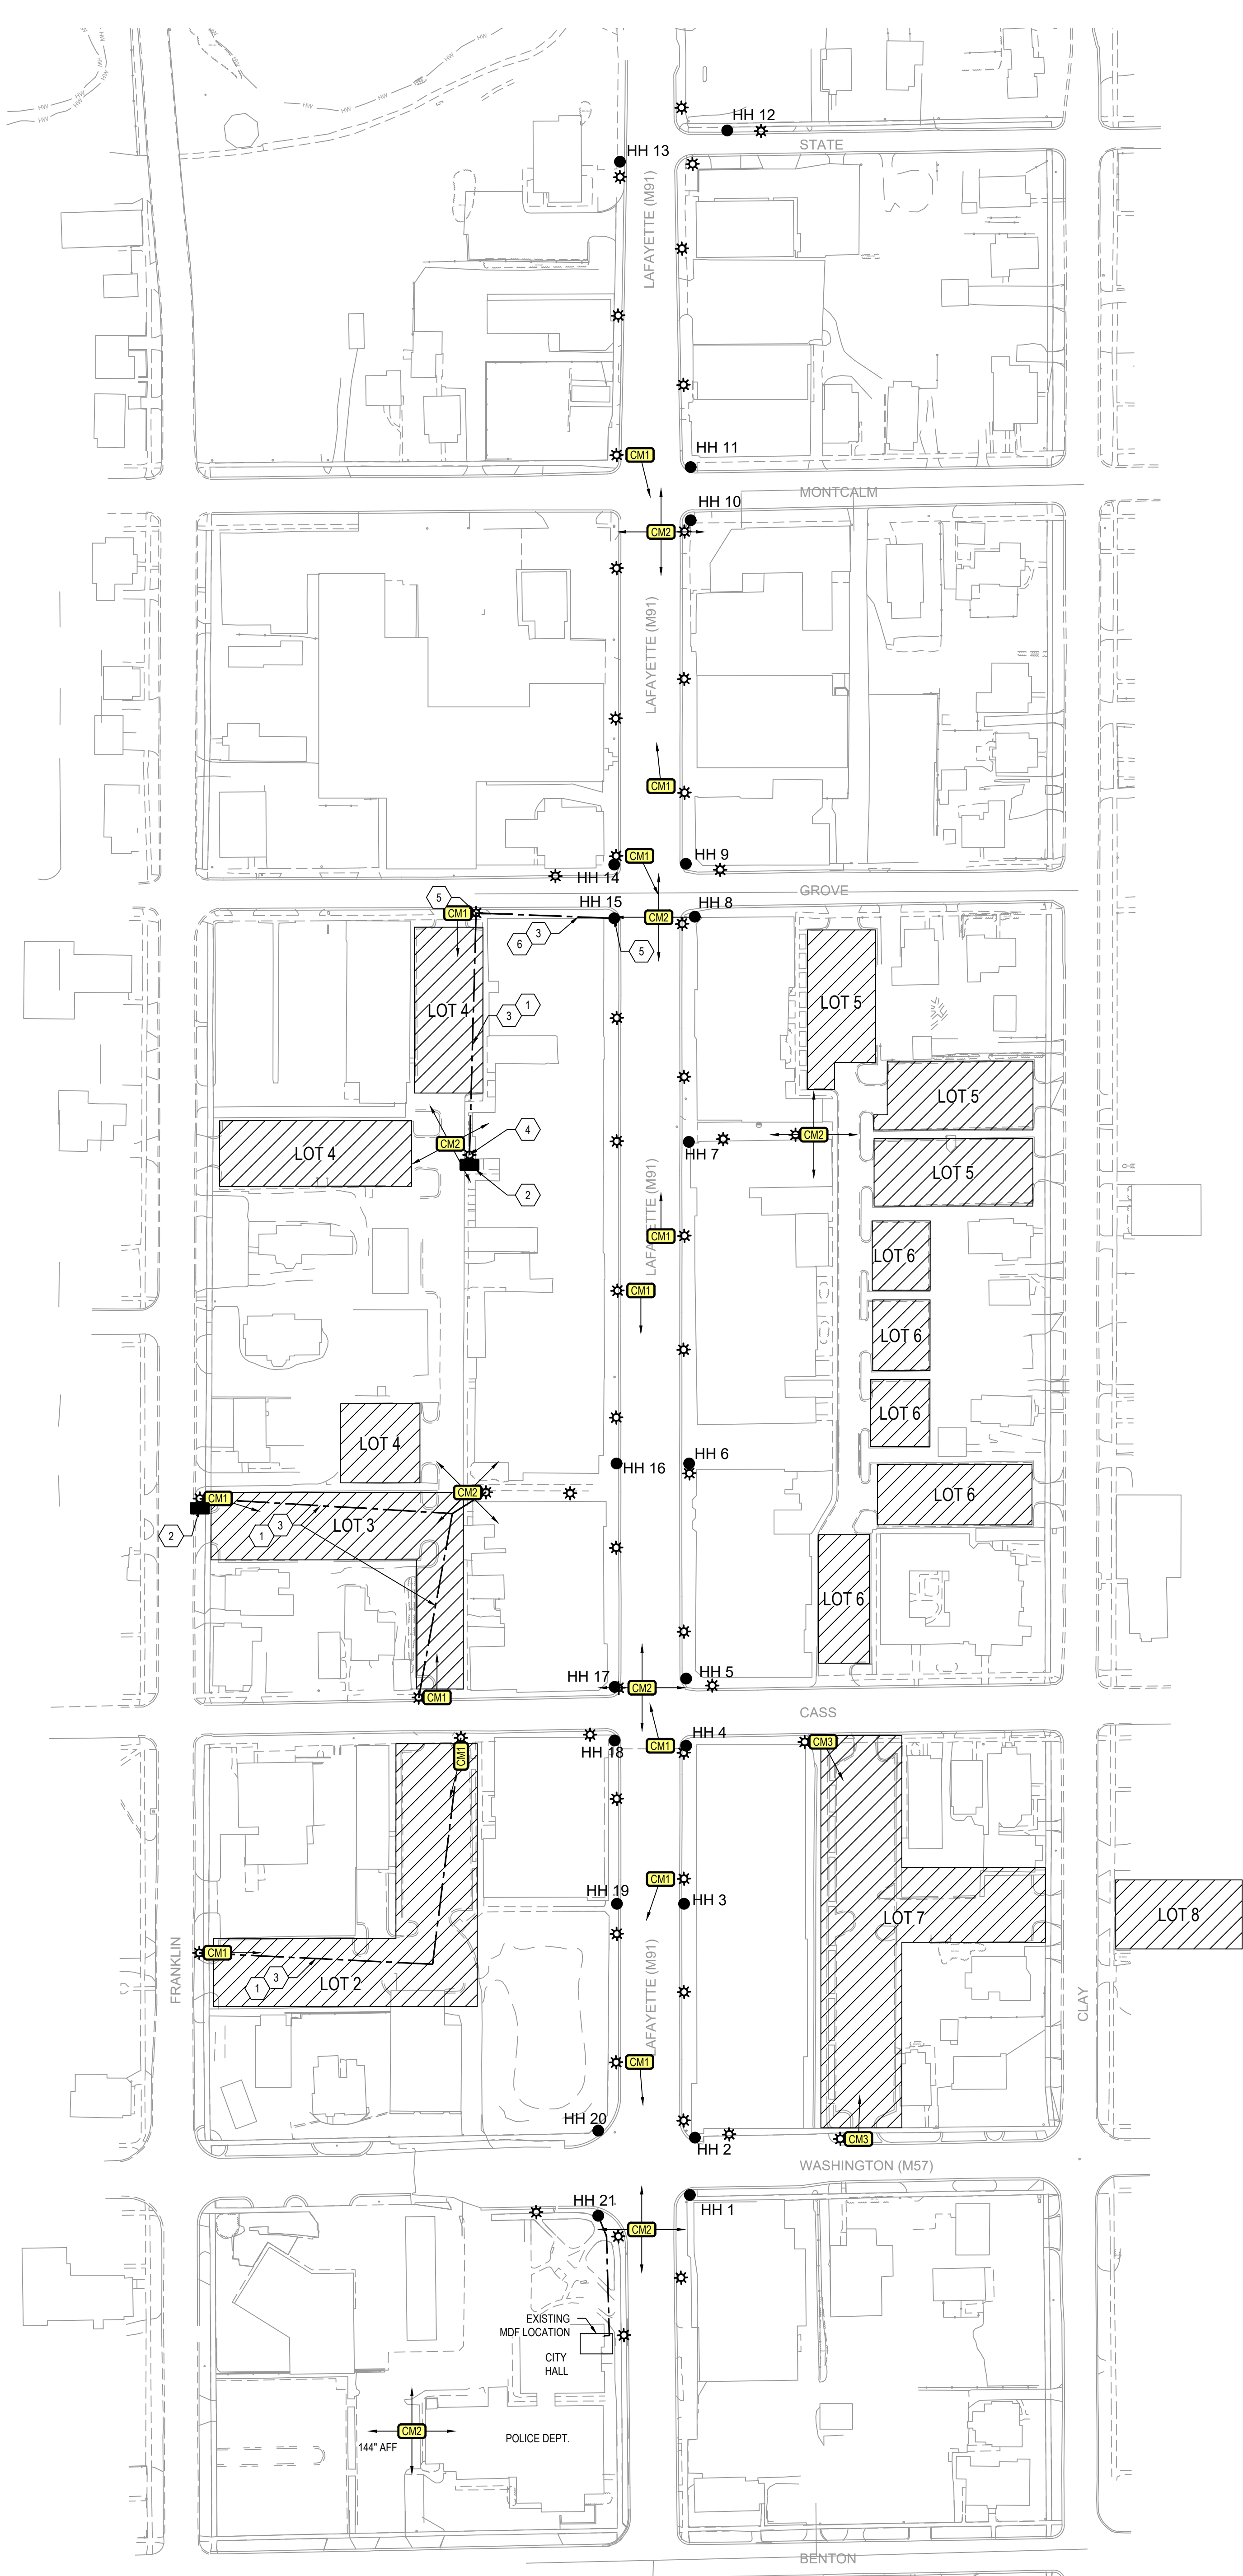 HW
HW
HW
HW
HW
HW
HW
HH 12
STATE
HH 13
LAFAYETTE (M91)
HH 11
CM1
MONTCALM
HH 10
CM2
LAFAYETTE (M91)
CM1
CM1
HH 9
HH 14
GROVE
5
CM1
HH 15
CM2
HH 8
3
6
5
LOT 4
1
3
LOT 5
LOT 5
4
CM2
CM2
HH 7
LOT 4
LOT 5
2
LAFAYETTE (M91)
CM1
LOT 6
CM1
LOT 6
LOT 6
LOT 4
HH 16
HH 6
CM1
CM2
LOT 6
2
1
3
LOT 3
LOT 6
HH 17
CM2
HH 5
CM1
CASS
HH 18
CM1
HH 4
CM3
CM1
CM1
HH 19
HH 3
LOT 7
LOT 8
CM1
FRANKLIN
1
3
LOT 2
LAFAYETTE (M91)
CLAY
CM1
HH 20
HH 2
CM3
WASHINGTON (M57)
HH 21
HH 1
CM2
EXISTING
MDF LOCATION
CITY
HALL
CM2
144" AFF
POLICE DEPT.
BENTON